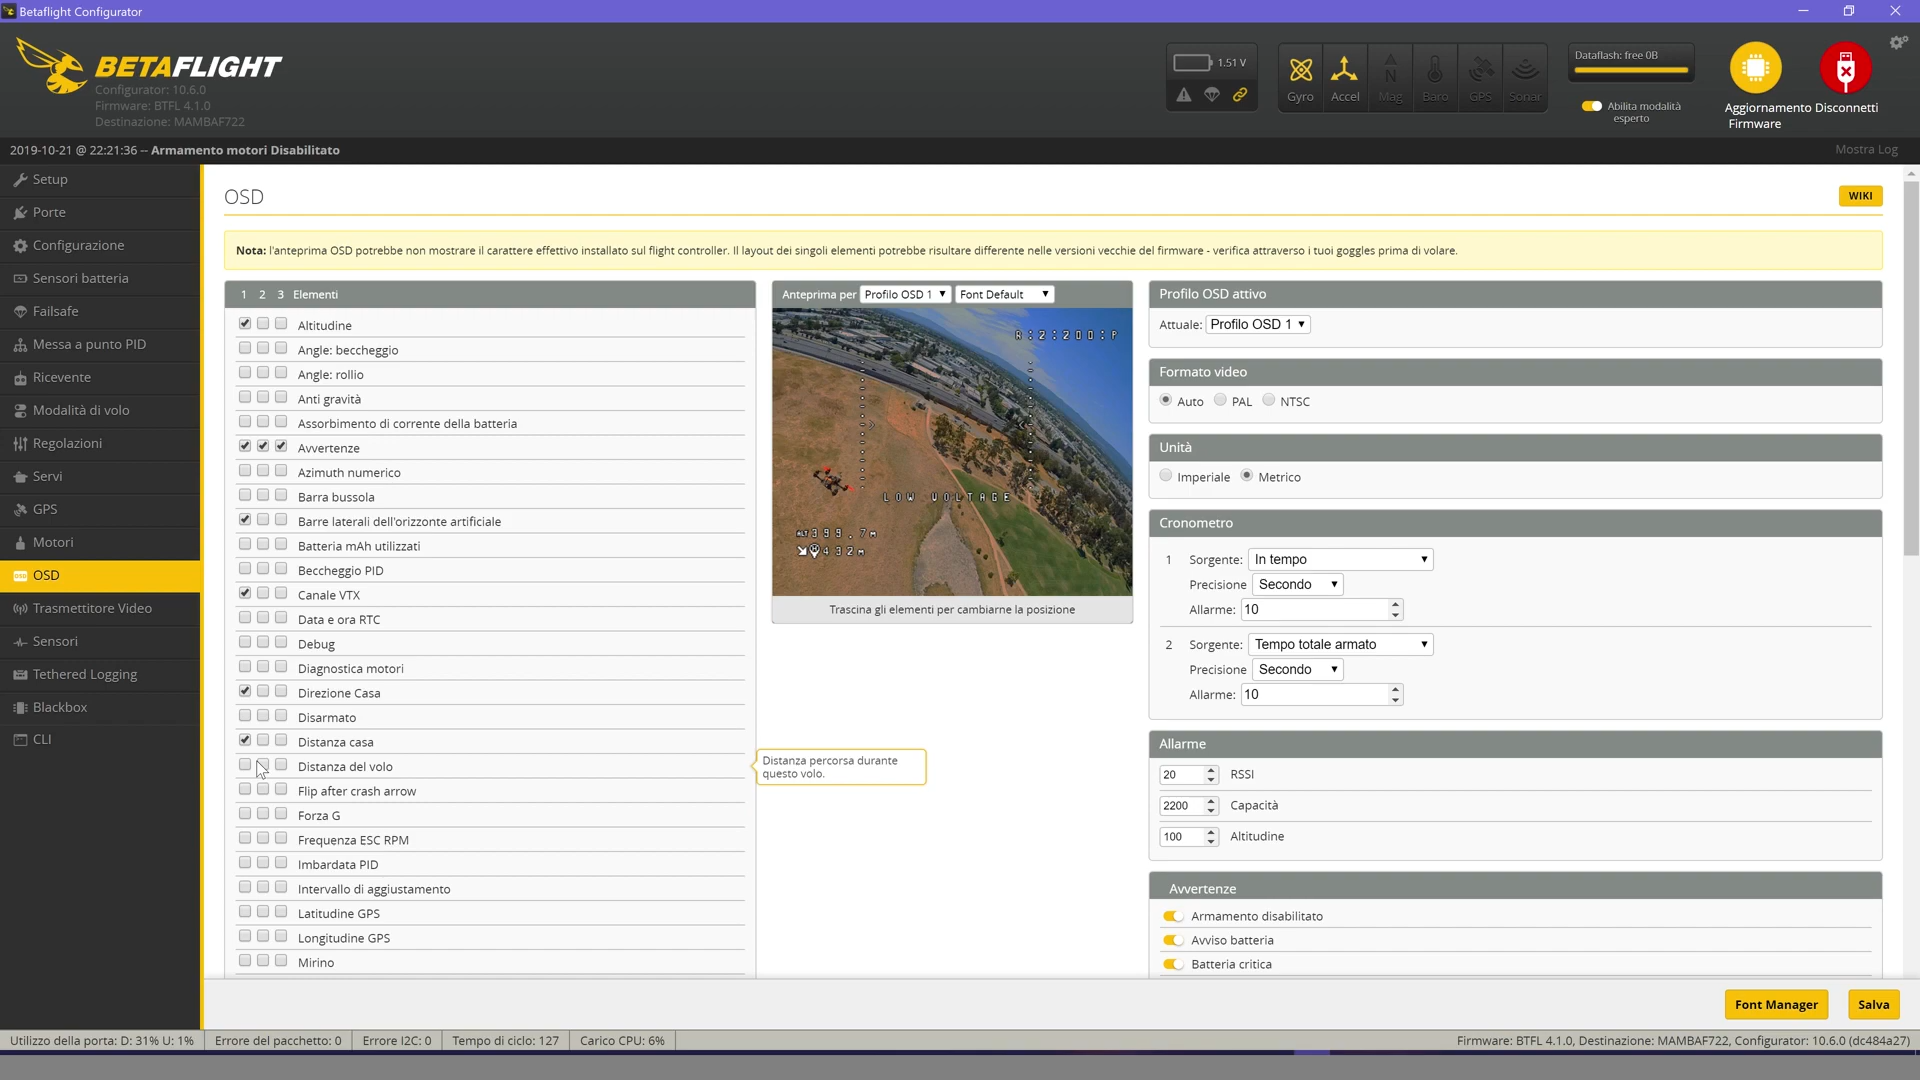 Betaflight Configurator
BETAFLIGHT
Configurator: 10.6.0
Firmware: BTFL 4.1.0
Destinazione: MAMBAF722
1.51 V
Gyro
Accel
Mag
Baro
GPS
Sonar
Dataflash: free 0B
Abilita modalità
esperto
Aggiornamento
Firmware
Disconnetti
2019-10-21 @ 22:21:36 -- Armamento motori Disabilitato
Mostra Log
Setup
Porte
Configurazione
Sensori batteria
Failsafe
Messa a punto PID
Ricevente
Modalità di volo
Regolazioni
Servi
GPS
Motori
OSD
Trasmettitore Video
Sensori
Tethered Logging
Blackbox
CLI
OSD
WIKI
Nota: l'anteprima OSD potrebbe non mostrare il carattere effettivo installato sul flight controller. Il layout dei singoli elementi potrebbe risultare differente nelle versioni vecchie del firmware - verifica attraverso i tuoi goggles prima di volare.
1 2 3 Elementi
Altitudine
Angle: beccheggio
Angle: rollio
Anti gravità
Assorbimento di corrente della batteria
Avvertenze
Azimuth numerico
Barra bussola
Barre laterali dell'orizzonte artificiale
Batteria mAh utilizzati
Beccheggio PID
Canale VTX
Data e ora RTC
Debug
Diagnostica motori
Direzione Casa
Disarmato
Distanza casa
Distanza del volo
Flip after crash arrow
Forza G
Frequenza ESC RPM
Imbardata PID
Intervallo di aggiustamento
Latitudine GPS
Longitudine GPS
Mirino
Distanza percorsa durante
questo volo.
Anteprima per Profilo OSD 1 Font Default
R:2:200:P
LOW VOLTAGE
ALT399.7m
432m
Trascina gli elementi per cambiarne la posizione
Profilo OSD attivo
Attuale: Profilo OSD 1
Formato video
Auto PAL NTSC
Unità
Imperiale Metrico
Cronometro
1 Sorgente: In tempo
Precisione Secondo
Allarme: 10
2 Sorgente: Tempo totale armato
Precisione Secondo
Allarme: 10
Allarme
20 RSSI
2200 Capacità
100 Altitudine
Avvertenze
Armamento disabilitato
Avviso batteria
Batteria critica
Font Manager
Salva
Utilizzo della porta: D: 31% U: 1%
Errore del pacchetto: 0
Errore I2C: 0
Tempo di ciclo: 127
Carico CPU: 6%
Firmware: BTFL 4.1.0, Destinazione: MAMBAF722, Configurator: 10.6.0 (dc484a27)